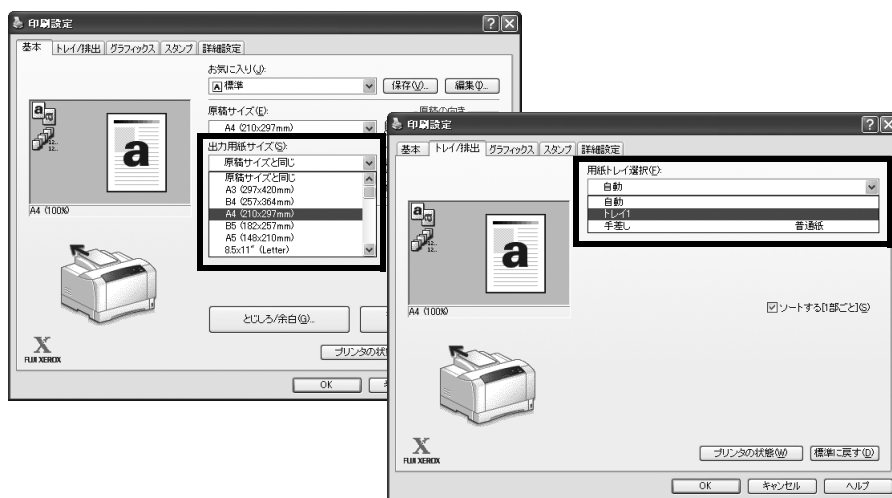 印刷設定
基本 トレイ/排出 グラフィックス スタンプ 詳細設定
お気に入り(J):
標準 保存(V)... 編集(I)...
原稿サイズ(E):
A4 (210x297mm)
出力用紙サイズ(S):
原稿サイズと同じ
原稿サイズと同じ
A3 (297x420mm)
B4 (257x364mm)
A4 (210x297mm)
B5 (182x257mm)
A5 (148x210mm)
8.5x11" (Letter)
a
A4 (100%)
とじしろ/余白(G)...
FUJI XEROX
プリンタの状
OK
印刷設定
基本 トレイ/排出 グラフィックス スタンプ 詳細設定
用紙トレイ選択(F):
自動
自動
トレイ1
手差し 普通紙
a
A4 (100%)
ソートする[1部ごと](S)
FUJI XEROX
プリンタの状態(W) 標準に戻す(D)
OK キャンセル ヘルプ